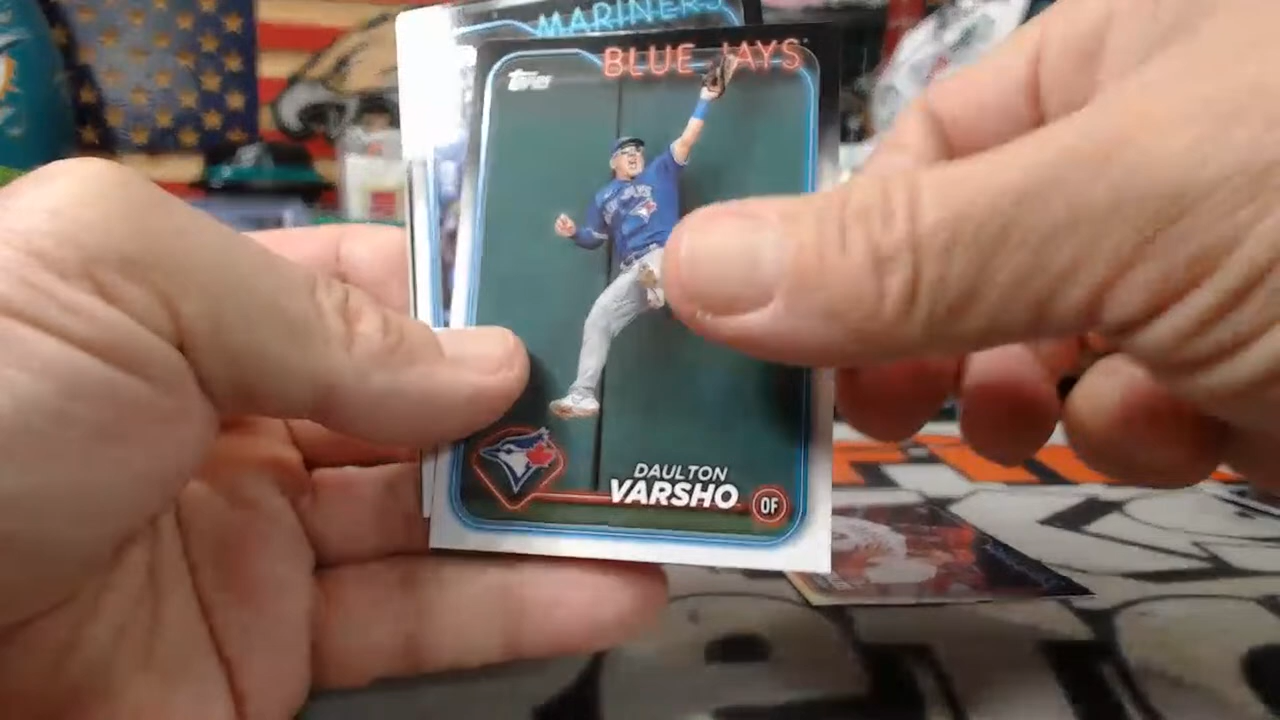 MARINERS
BLUE JAYS
Topps
DAULTON
VARSHO
OF